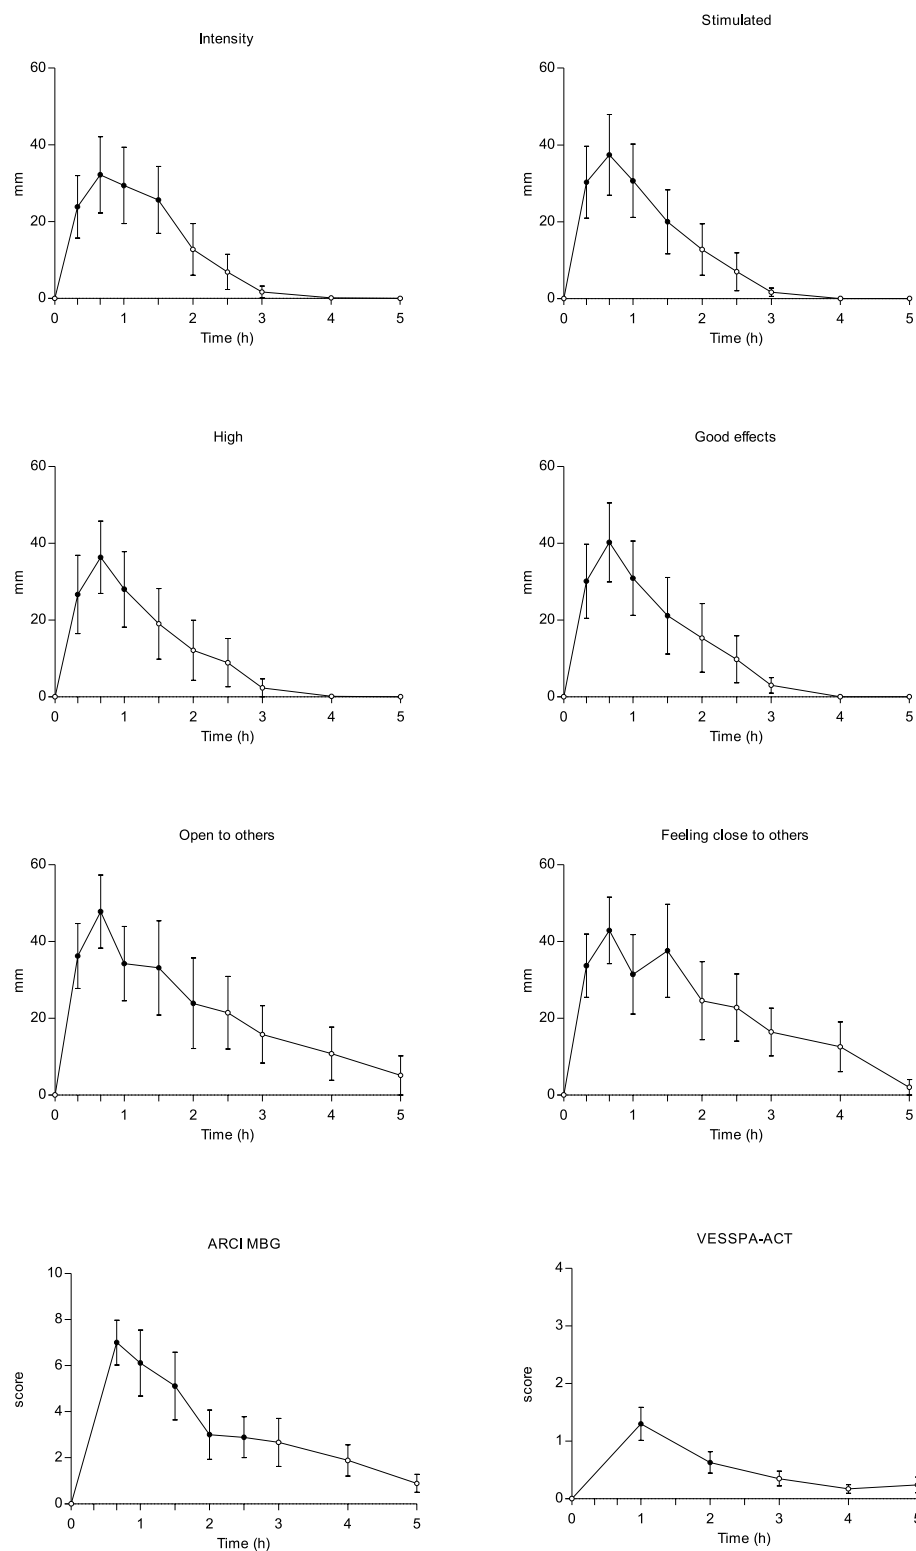 Intensity
60
40
20
0
mm
0 1 2 3 4 5
Time (h)
Stimulated
60
40
20
0
mm
0 1 2 3 4 5
Time (h)
High
60
40
20
0
mm
0 1 2 3 4 5
Time (h)
Good effects
60
40
20
0
mm
0 1 2 3 4 5
Time (h)
Open to others
60
40
20
0
mm
0 1 2 3 4 5
Time (h)
Feeling close to others
60
40
20
0
mm
0 1 2 3 4 5
Time (h)
ARCI MBG
10
8
6
4
2
0
score
0 1 2 3 4 5
Time (h)
VESSPA-ACT
4
3
2
1
0
score
0 1 2 3 4 5
Time (h)